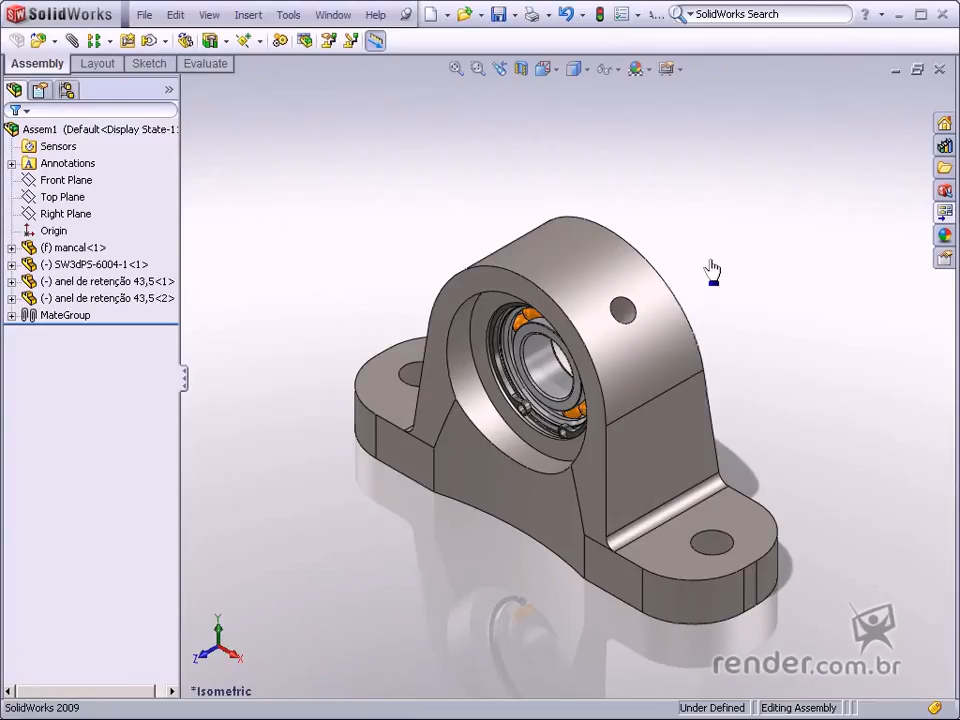 SolidWorks File Edit View Insert Tools Window Help SolidWorks Search
Assembly Layout Sketch Evaluate
Assem1 (Default<Display State-1
Sensors
Annotations
Front Plane
Top Plane
Right Plane
Origin
(f) mancal<1>
(-) SW3dPS-6004-1<1>
(-) anel de retenção 43,5<1>
(-) anel de retenção 43,5<2>
MateGroup
Y
Z
X
*Isometric
render.com.br
SolidWorks 2009 Under Defined Editing Assembly